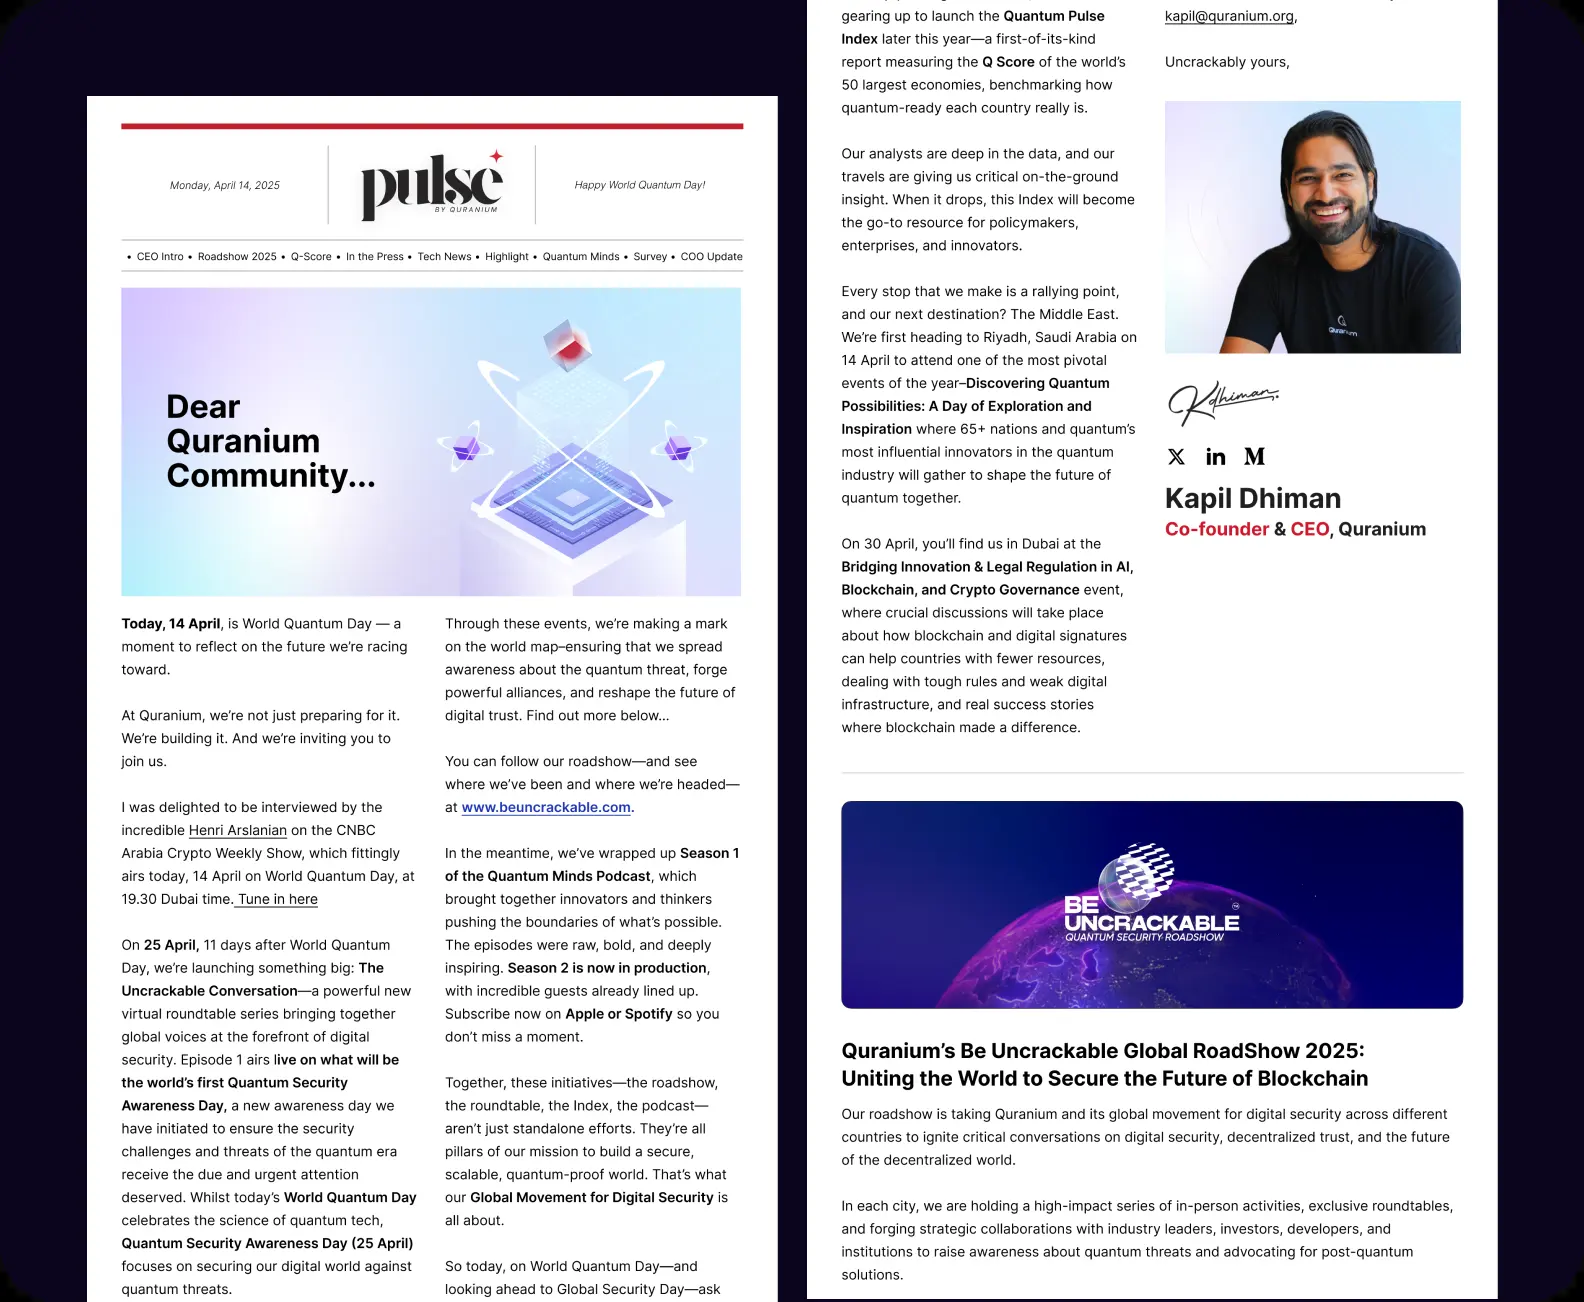 Monday, April 14, 2025
pulse
BY QURANIUM
Happy World Quantum Day!
• CEO Intro • Roadshow 2025 • Q-Score • In the Press • Tech News • Highlight • Quantum Minds • Survey • COO Update
Dear
Quranium
Community...
Today, 14 April, is World Quantum Day — a
moment to reflect on the future we’re racing
toward.
At Quranium, we’re not just preparing for it.
We’re building it. And we’re inviting you to
join us.
I was delighted to be interviewed by the
incredible Henri Arslanian on the CNBC
Arabia Crypto Weekly Show, which fittingly
airs today, 14 April on World Quantum Day, at
19.30 Dubai time. Tune in here
On 25 April, 11 days after World Quantum
Day, we’re launching something big: The
Uncrackable Conversation—a powerful new
virtual roundtable series bringing together
global voices at the forefront of digital
security. Episode 1 airs live on what will be
the world’s first Quantum Security
Awareness Day, a new awareness day we
have initiated to ensure the security
challenges and threats of the quantum era
receive the due and urgent attention
deserved. Whilst today’s World Quantum Day
celebrates the science of quantum tech,
Quantum Security Awareness Day (25 April)
focuses on securing our digital world against
quantum threats.
Through these events, we’re making a mark
on the world map–ensuring that we spread
awareness about the quantum threat, forge
powerful alliances, and reshape the future of
digital trust. Find out more below...
You can follow our roadshow—and see
where we’ve been and where we’re headed—
at www.beuncrackable.com.
In the meantime, we’ve wrapped up Season 1
of the Quantum Minds Podcast, which
brought together innovators and thinkers
pushing the boundaries of what’s possible.
The episodes were raw, bold, and deeply
inspiring. Season 2 is now in production,
with incredible guests already lined up.
Subscribe now on Apple or Spotify so you
don’t miss a moment.
Together, these initiatives—the roadshow,
the roundtable, the Index, the podcast—
aren’t just standalone efforts. They’re all
pillars of our mission to build a secure,
scalable, quantum-proof world. That’s what
our Global Movement for Digital Security is
all about.
So today, on World Quantum Day—and
looking ahead to Global Security Day—ask
gearing up to launch the Quantum Pulse
Index later this year—a first-of-its-kind
report measuring the Q Score of the world’s
50 largest economies, benchmarking how
quantum-ready each country really is.
Our analysts are deep in the data, and our
travels are giving us critical on-the-ground
insight. When it drops, this Index will become
the go-to resource for policymakers,
enterprises, and innovators.
Every stop that we make is a rallying point,
and our next destination? The Middle East.
We’re first heading to Riyadh, Saudi Arabia on
14 April to attend one of the most pivotal
events of the year–Discovering Quantum
Possibilities: A Day of Exploration and
Inspiration where 65+ nations and quantum’s
most influential innovators in the quantum
industry will gather to shape the future of
quantum together.
On 30 April, you’ll find us in Dubai at the
Bridging Innovation & Legal Regulation in AI,
Blockchain, and Crypto Governance event,
where crucial discussions will take place
about how blockchain and digital signatures
can help countries with fewer resources,
dealing with tough rules and weak digital
infrastructure, and real success stories
where blockchain made a difference.
kapil@quranium.org,
Uncrackably yours,
Quranium
Kdhiman
Kapil Dhiman
Co-founder & CEO, Quranium
BE
UNCRACKABLE
QUANTUM SECURITY ROADSHOW
Quranium’s Be Uncrackable Global RoadShow 2025:
Uniting the World to Secure the Future of Blockchain
Our roadshow is taking Quranium and its global movement for digital security across different
countries to ignite critical conversations on digital security, decentralized trust, and the future
of the decentralized world.
In each city, we are holding a high-impact series of in-person activities, exclusive roundtables,
and forging strategic collaborations with industry leaders, investors, developers, and
institutions to raise awareness about quantum threats and advocating for post-quantum
solutions.